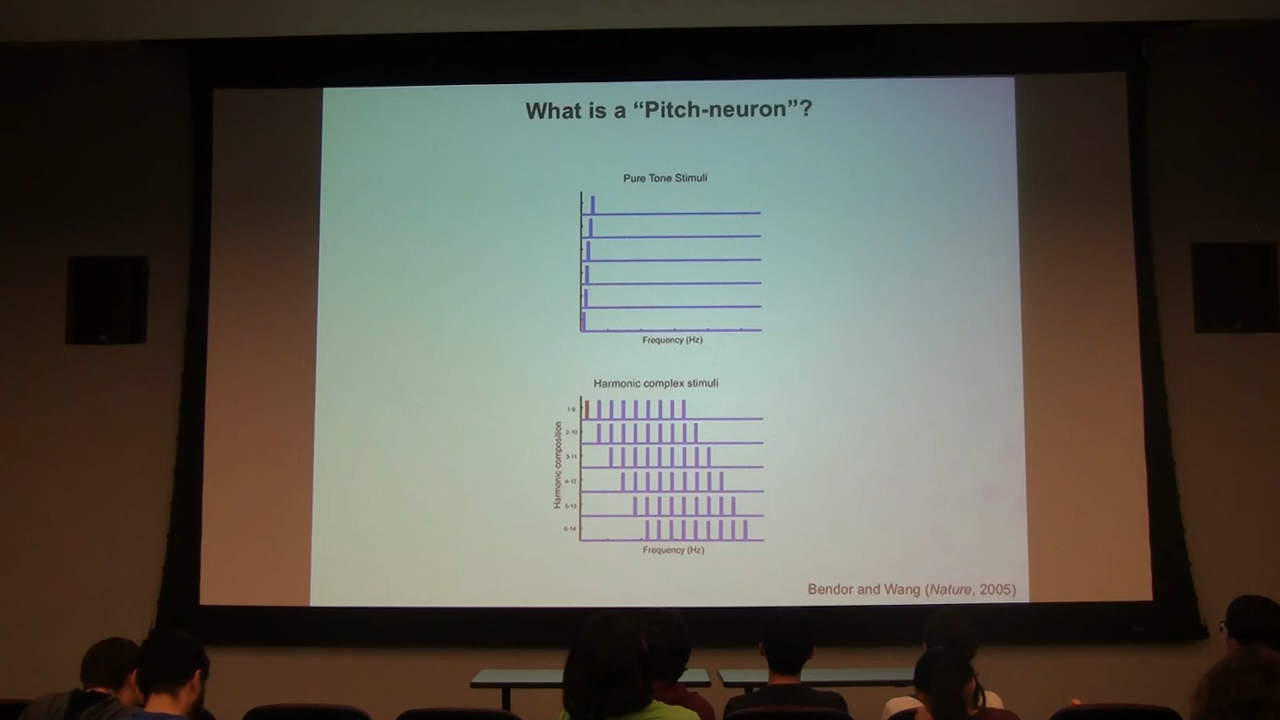 What is a “Pitch-neuron”?
Pure Tone Stimuli
Frequency (Hz)
Harmonic complex stimuli
Harmonic composition
1-9
2-10
3-11
4-12
5-13
6-14
Frequency (Hz)
Bendor and Wang (Nature, 2005)